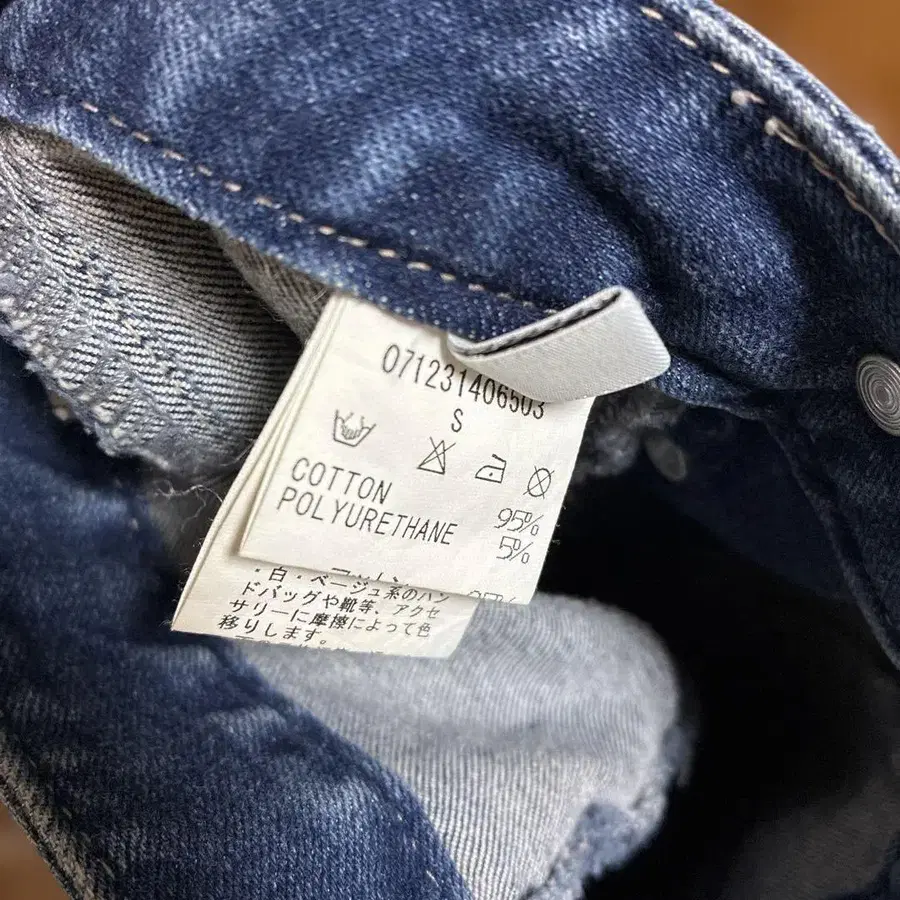 071231406503
S
COTTON 95%
POLYURETHANE 5%
・白・ベージュ系のハン
ドバッグや靴等、アクセ
サリーに摩擦によって色
移りします。